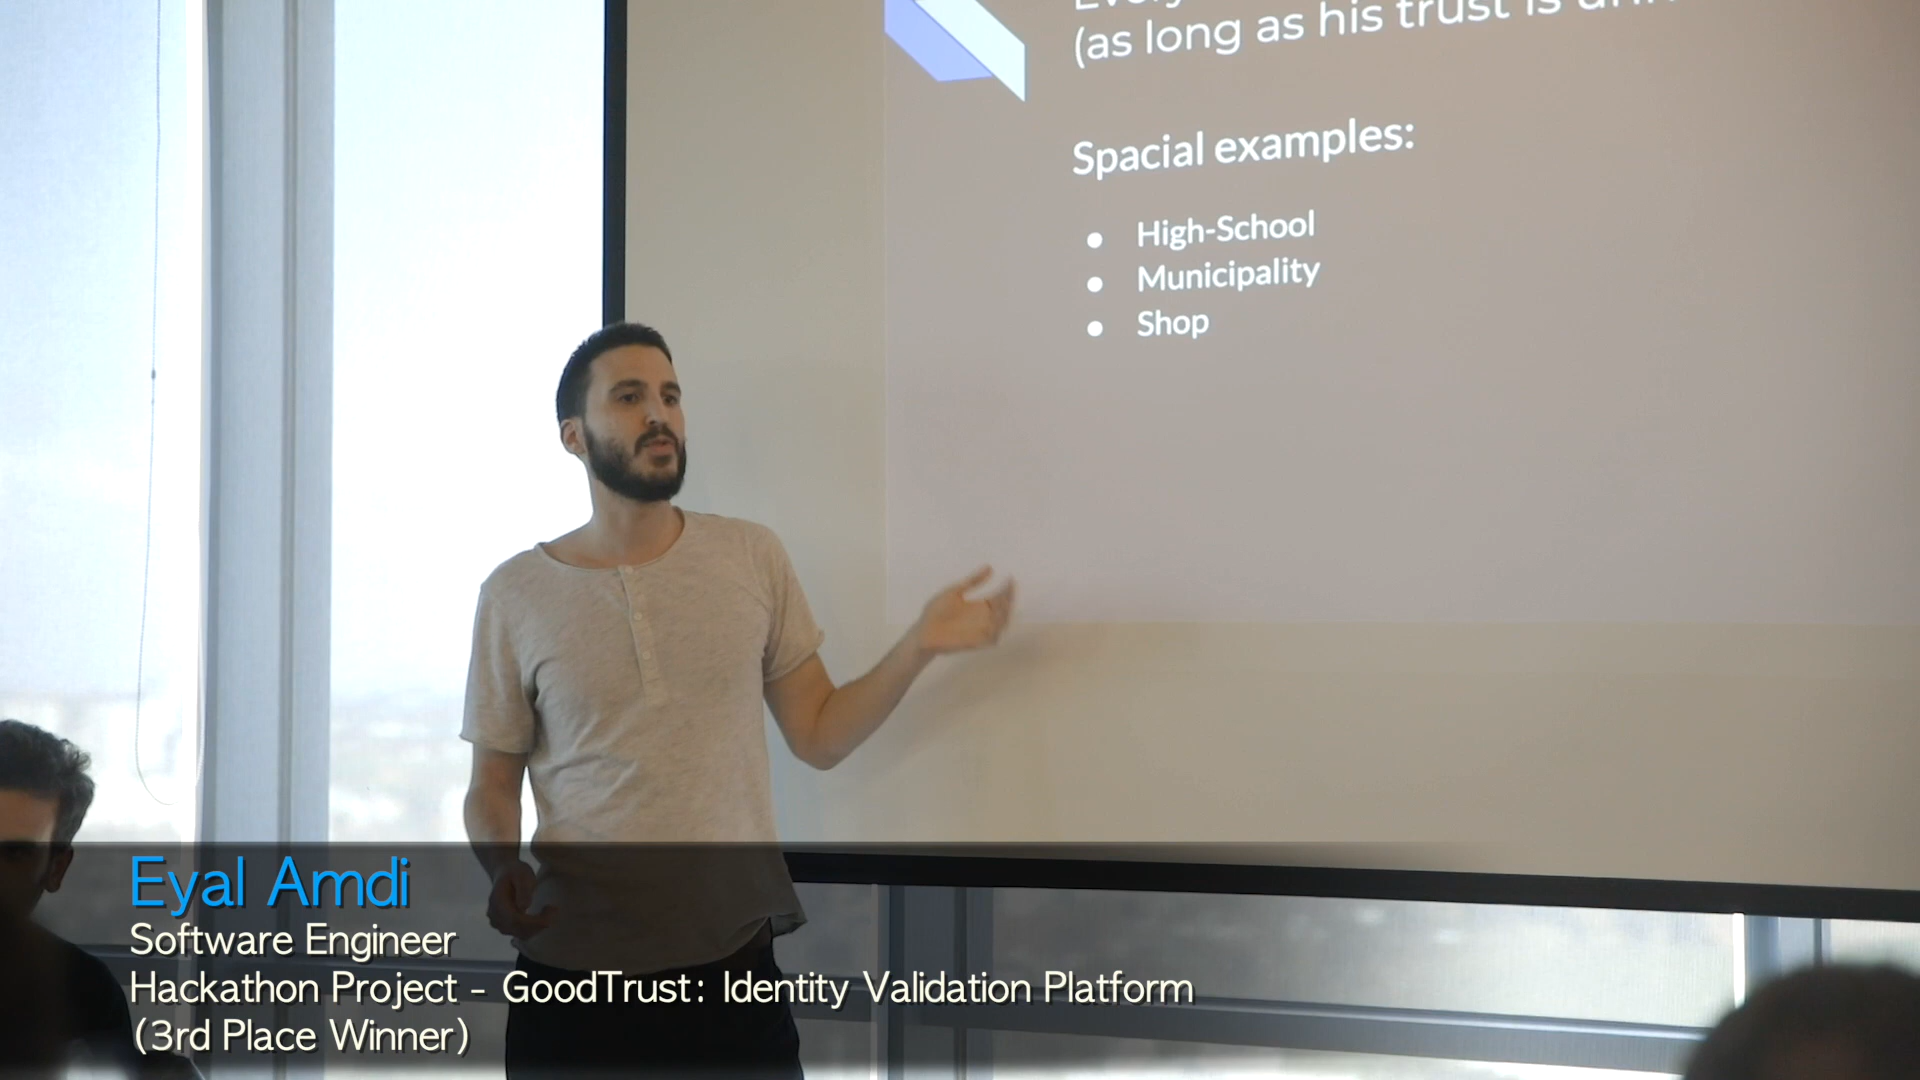 (as long as his trust is
Spacial examples:
● High-School
● Municipality
● Shop
Eyal Amdi
Software Engineer
Hackathon Project - GoodTrust: Identity Validation Platform
(3rd Place Winner)